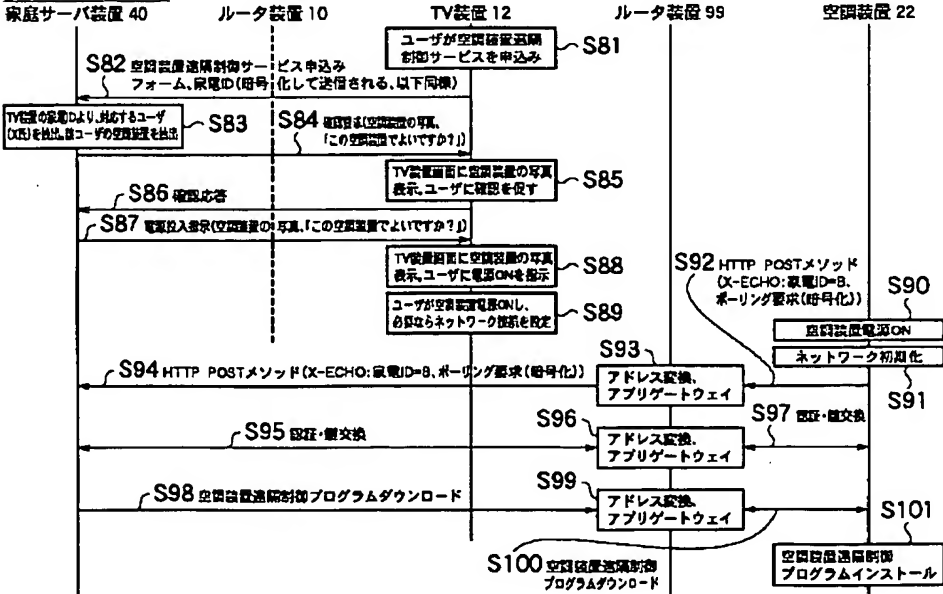 家庭サーバ装置 40
ルータ装置 10
TV装置 12
ルータ装置 99
空調装置 22
ユーザが空調装置遠隔
制御サービスを申込み
S81
S82 空調装置遠隔制御サービス申込み
フォーム、家電ID(暗号化して送信される、以下同様)
TV装置の家電IDより、対応するユーザ
(X氏)を抽出。該ユーザの空調装置を抽出
S83
S84 確認要求(空調装置の写真、
「この空調装置でよいですか?」)
TV装置画面に空調装置の写真
表示、ユーザに確認を促す
S85
S86 確認応答
S87 電源投入指示(空調装置の写真、「この空調装置でよいですか?」)
TV装置画面に空調装置の写真
表示、ユーザに電源ONを指示
S88
ユーザが空調装置電源ONし、
必要ならネットワーク接続を設定
S89
S92 HTTP POSTメソッド
(X-ECHO:家電ID=B、
ポーリング要求(暗号化))
S90
空調装置電源ON
ネットワーク初期化
S91
S93
アドレス変換、
アプリゲートウェイ
S94 HTTP POSTメソッド(X-ECHO:家電ID=B、ポーリング要求(暗号化))
S95 認証・鍵交換
S96
アドレス変換、
アプリゲートウェイ
S97 認証・鍵交換
S98 空調装置遠隔制御プログラムダウンロード
S99
アドレス変換、
アプリゲートウェイ
S100 空調装置遠隔制御
プログラムダウンロード
S101
空調装置遠隔制御
プログラムインストール